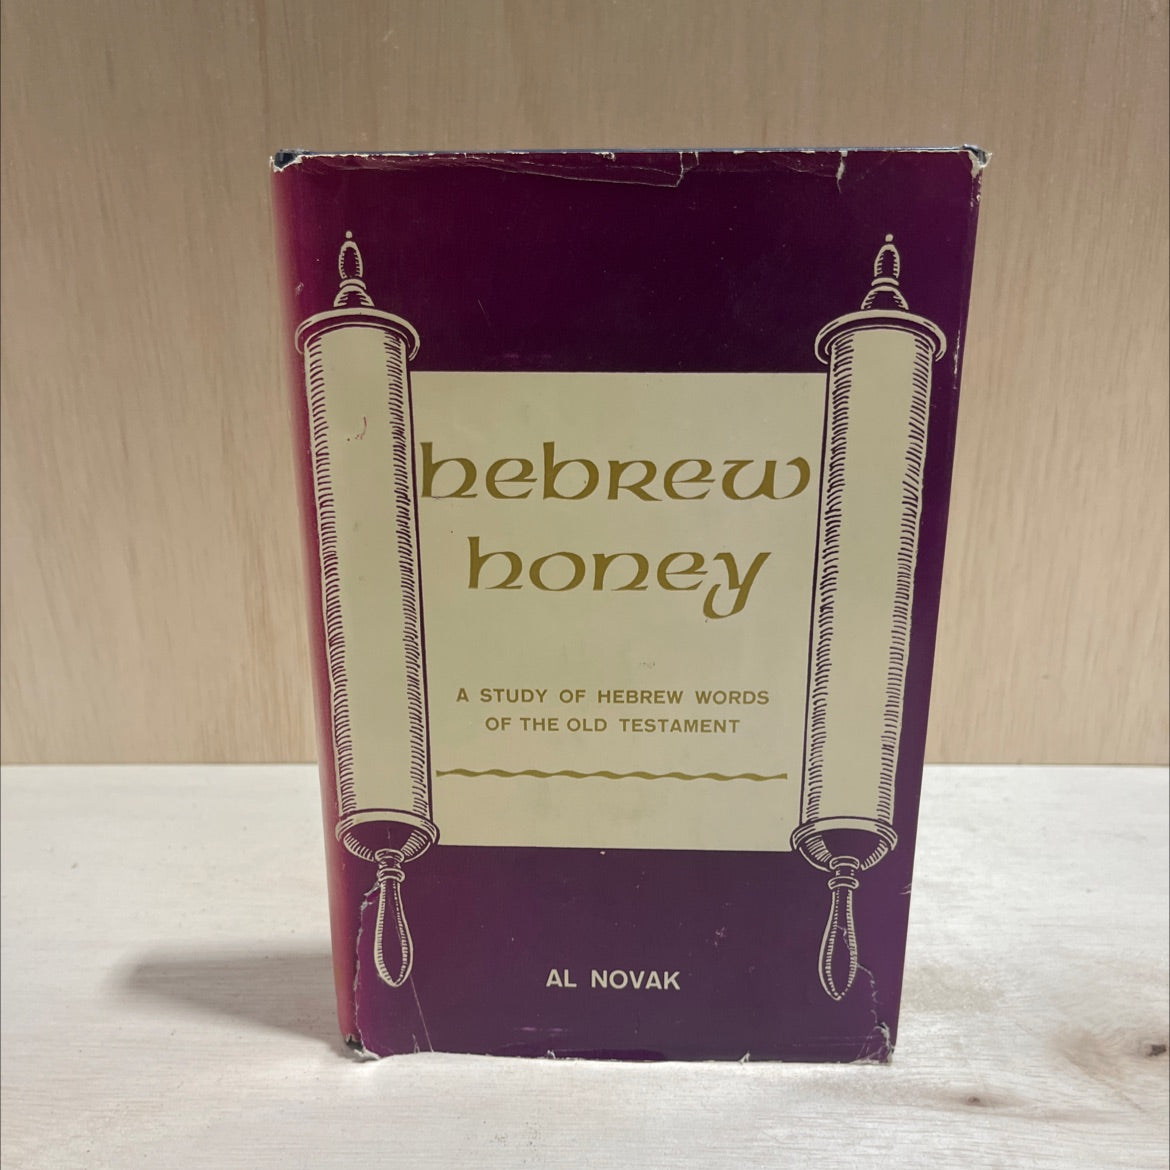 hebrew
honey
A STUDY OF HEBREW WORDS
OF THE OLD TESTAMENT
AL NOVAK